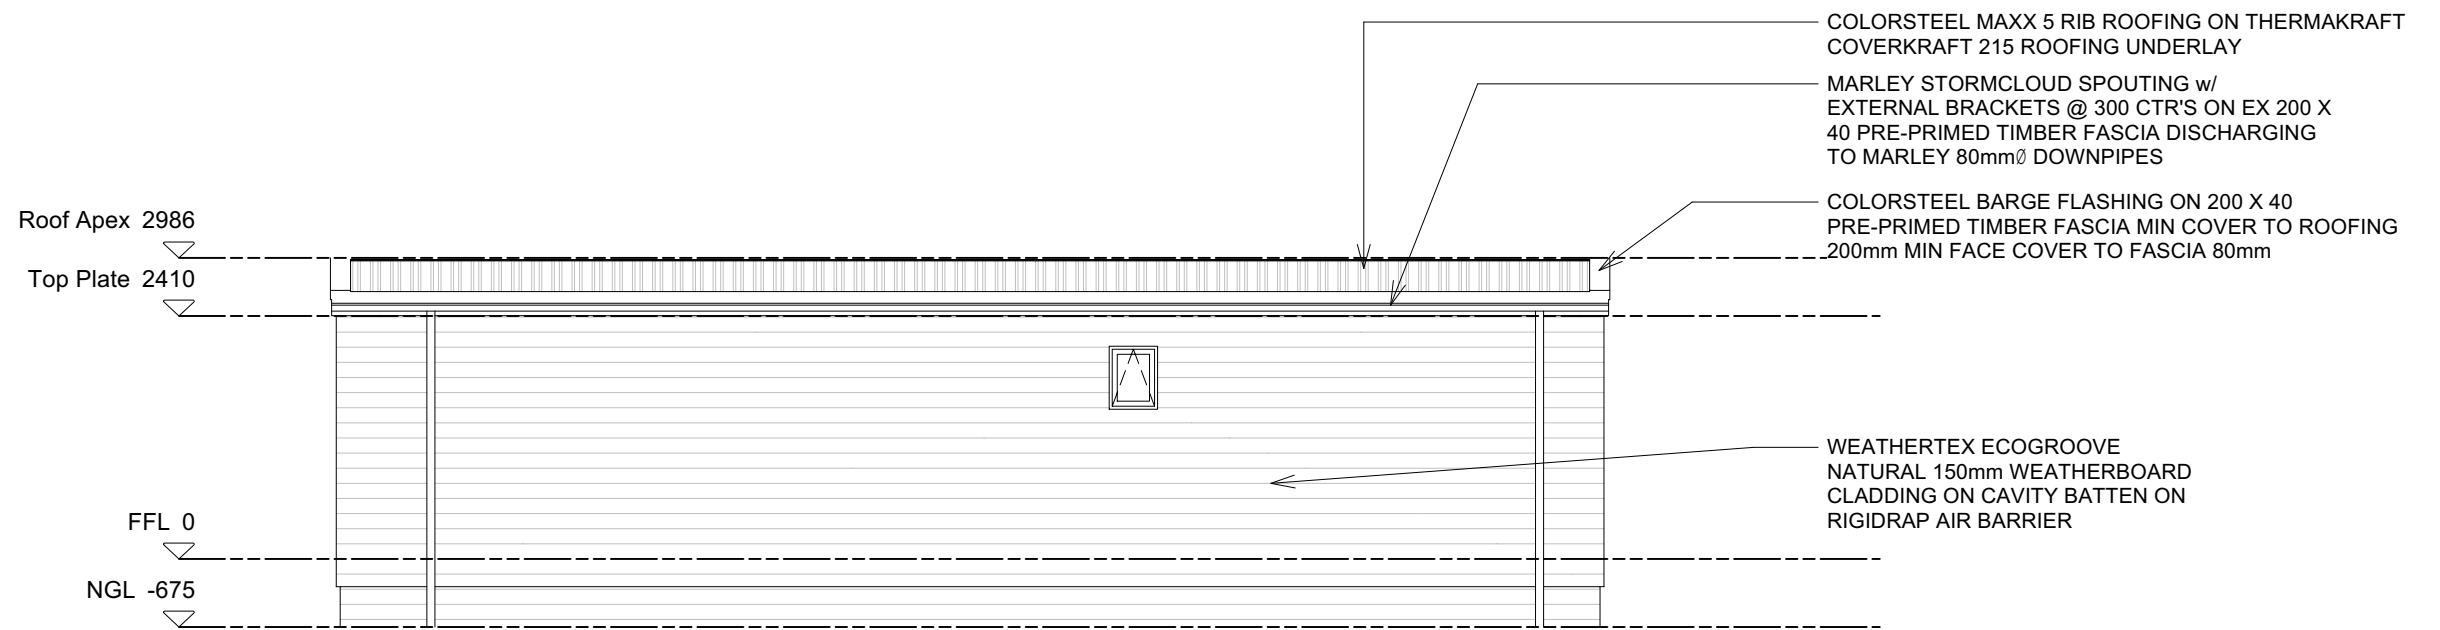 COLORSTEEL MAXX 5 RIB ROOFING ON THERMAKRAFT
COVERKRAFT 215 ROOFING UNDERLAY
MARLEY STORMCLOUD SPOUTING w/
EXTERNAL BRACKETS @ 300 CTR'S ON EX 200 X
40 PRE-PRIMED TIMBER FASCIA DISCHARGING
TO MARLEY 80mmØ DOWNPIPES
COLORSTEEL BARGE FLASHING ON 200 X 40
PRE-PRIMED TIMBER FASCIA MIN COVER TO ROOFING
200mm MIN FACE COVER TO FASCIA 80mm
Roof Apex 2986
Top Plate 2410
WEATHERTEX ECOGROOVE
NATURAL 150mm WEATHERBOARD
CLADDING ON CAVITY BATTEN ON
RIGIDRAP AIR BARRIER
FFL 0
NGL -675